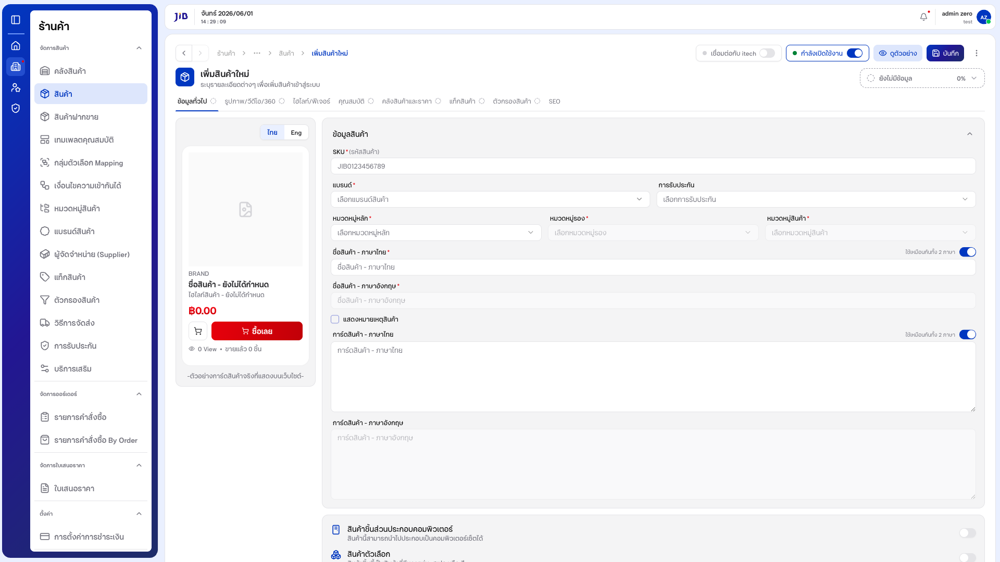 ร้านค้า
จัดการสินค้า
คลังสินค้า
สินค้า
สินค้าฝากขาย
เทมเพลตคุณสมบัติ
กลุ่มตัวเลือก Mapping
เงื่อนไขความเข้ากันได้
หมวดหมู่สินค้า
แบรนด์สินค้า
ผู้จัดจำหน่าย (Supplier)
แท็กสินค้า
ตัวกรองสินค้า
วิธีการจัดส่ง
การรับประกัน
บริการเสริม
จัดการออร์เดอร์
รายการคำสั่งซื้อ
รายการคำสั่งซื้อ By Order
จัดการใบเสนอราคา
ใบเสนอราคา
ตั้งค่า
การตั้งค่าการชำระเงิน
JIB
จันทร์ 2026/06/01
14 : 29 : 09
admin zero
test
AZ
ร้านค้า > ... > สินค้า > เพิ่มสินค้าใหม่
เชื่อมต่อกับ itech
กำลังเปิดใช้งาน
ดูตัวอย่าง
บันทึก
เพิ่มสินค้าใหม่
ระบุรายละเอียดต่างๆ เพื่อเพิ่มสินค้าเข้าสู่ระบบ
ยังไม่มีข้อมูล 0%
ข้อมูลทั่วไป รูปภาพ/วีดีโอ/360 ไฮไลท์/ฟีเจอร์ คุณสมบัติ คลังสินค้าและราคา แท็กสินค้า ตัวกรองสินค้า SEO
ไทย Eng
BRAND
ชื่อสินค้า - ยังไม่ได้กำหนด
ไฮไลท์สินค้า - ยังไม่ได้กำหนด
฿0.00
ซื้อเลย
0 View • ขายแล้ว 0 ชิ้น
-ตัวอย่างการ์ดสินค้าจริงที่แสดงบนเว็บไซต์-
ข้อมูลสินค้า
SKU * (รหัสสินค้า)
JIB0123456789
แบรนด์ *
เลือกแบรนด์สินค้า
การรับประกัน
เลือกการรับประกัน
หมวดหมู่หลัก *
เลือกหมวดหมู่หลัก
หมวดหมู่รอง *
เลือกหมวดหมู่รอง
หมวดหมู่สินค้า *
เลือกหมวดหมู่สินค้า
ชื่อสินค้า - ภาษาไทย *
ใช้เหมือนกันทั้ง 2 ภาษา
ชื่อสินค้า - ภาษาไทย
ชื่อสินค้า - ภาษาอังกฤษ *
ชื่อสินค้า - ภาษาอังกฤษ
แสดงหมายเหตุสินค้า
การ์ดสินค้า - ภาษาไทย
ใช้เหมือนกันทั้ง 2 ภาษา
การ์ดสินค้า - ภาษาไทย
การ์ดสินค้า - ภาษาอังกฤษ
การ์ดสินค้า - ภาษาอังกฤษ
สินค้าชิ้นส่วนประกอบคอมพิวเตอร์
สินค้านี้สามารถนำไปประกอบเป็นคอมพิวเตอร์เซ็ตได้
สินค้าตัวเลือก